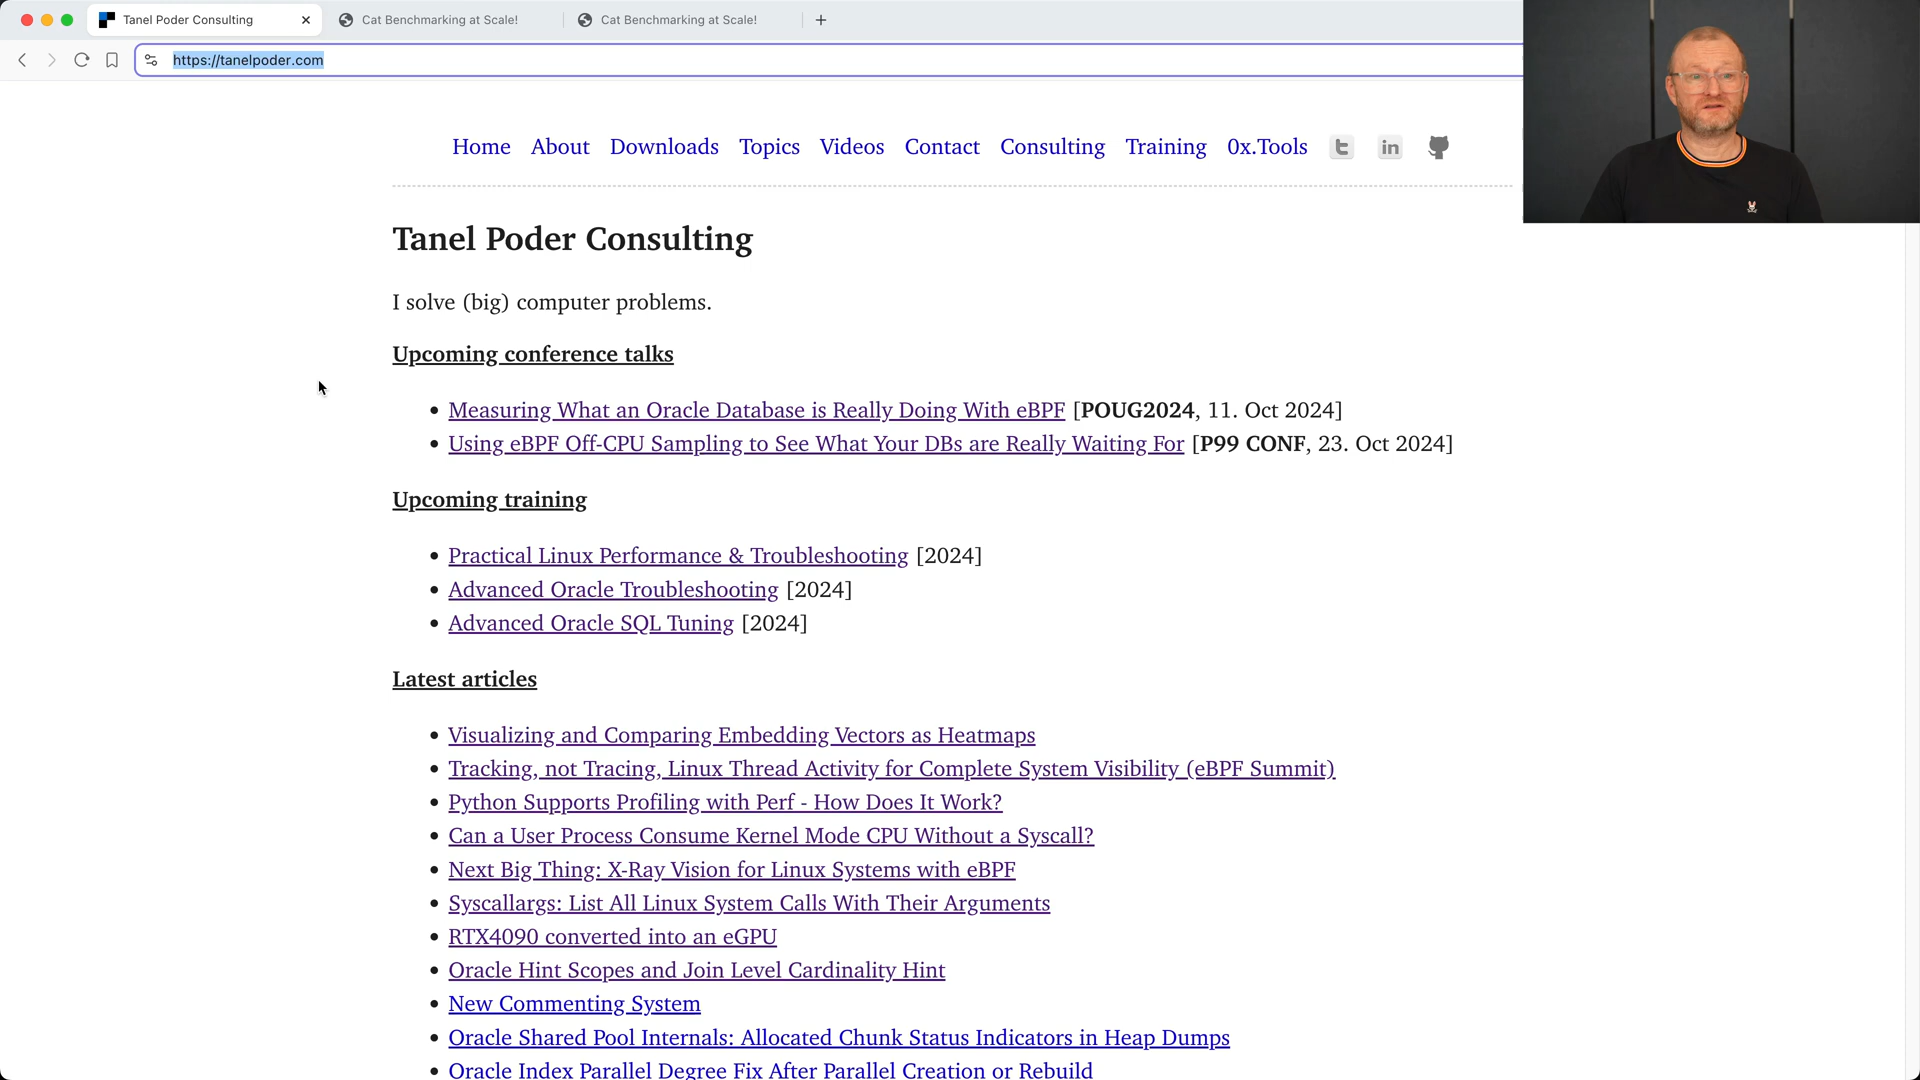 Tanel Poder Consulting
Cat Benchmarking at Scale!
Cat Benchmarking at Scale!
https://tanelpoder.com
Home About Downloads Topics Videos Contact Consulting Training 0x.Tools
Tanel Poder Consulting
I solve (big) computer problems.
Upcoming conference talks
Measuring What an Oracle Database is Really Doing With eBPF [POUG2024, 11. Oct 2024]
Using eBPF Off-CPU Sampling to See What Your DBs are Really Waiting For [P99 CONF, 23. Oct 2024]
Upcoming training
Practical Linux Performance & Troubleshooting [2024]
Advanced Oracle Troubleshooting [2024]
Advanced Oracle SQL Tuning [2024]
Latest articles
Visualizing and Comparing Embedding Vectors as Heatmaps
Tracking, not Tracing, Linux Thread Activity for Complete System Visibility (eBPF Summit)
Python Supports Profiling with Perf - How Does It Work?
Can a User Process Consume Kernel Mode CPU Without a Syscall?
Next Big Thing: X-Ray Vision for Linux Systems with eBPF
Syscallargs: List All Linux System Calls With Their Arguments
RTX4090 converted into an eGPU
Oracle Hint Scopes and Join Level Cardinality Hint
New Commenting System
Oracle Shared Pool Internals: Allocated Chunk Status Indicators in Heap Dumps
Oracle Index Parallel Degree Fix After Parallel Creation or Rebuild